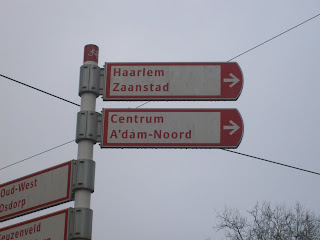 Haarlem
Zaanstad
Centrum
A'dam-Noord
Oud-West
Osdorp